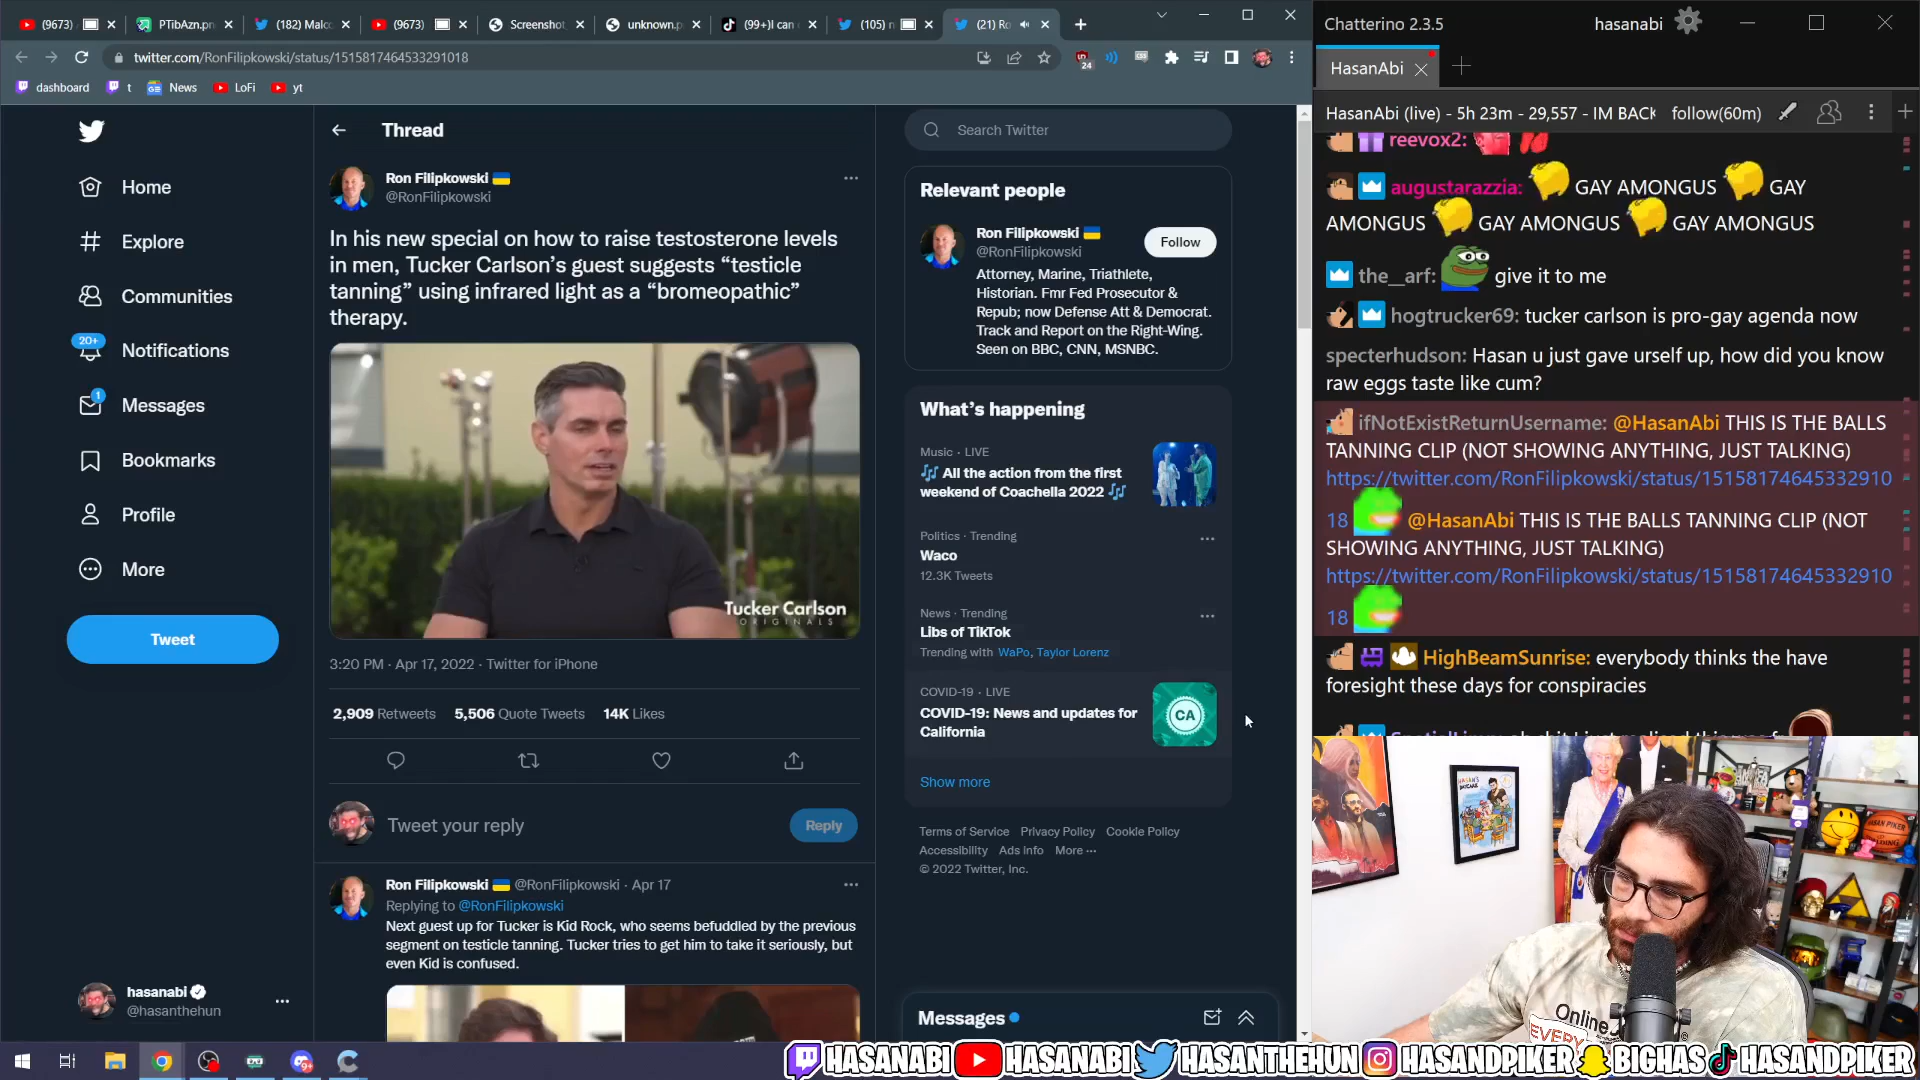 (9673)
PTibAzn.pn
(182) Malco
(9673)
Screenshot
unknown.p
(99+)I can
(105) n
(21) Ro
twitter.com/RonFilipkowski/status/1515817464533291018
24
dashboard
t
News
LoFi
yt
Home
Explore
Communities
20+
Notifications
1
Messages
Bookmarks
Profile
More
Tweet
hasanabi
@hasanthehun
Thread
Ron Filipkowski
@RonFilipkowski
In his new special on how to raise testosterone levels
in men, Tucker Carlson's guest suggests “testicle
tanning” using infrared light as a “bromeopathic”
therapy.
Tucker Carlson
ORIGINALS
3:20 PM · Apr 17, 2022 · Twitter for iPhone
2,909 Retweets 5,506 Quote Tweets 14K Likes
Tweet your reply
Reply
Ron Filipkowski @RonFilipkowski · Apr 17
Replying to @RonFilipkowski
Next guest up for Tucker is Kid Rock, who seems befuddled by the previous
segment on testicle tanning. Tucker tries to get him to take it seriously, but
even Kid is confused.
Search Twitter
Relevant people
Ron Filipkowski
@RonFilipkowski
Follow
Attorney, Marine, Triathlete,
Historian. Fmr Fed Prosecutor &
Repub; now Defense Att & Democrat.
Track and Report on the Right-Wing.
Seen on BBC, CNN, MSNBC.
What's happening
Music · LIVE
All the action from the first
weekend of Coachella 2022
Politics · Trending
Waco
12.3K Tweets
News · Trending
Libs of TikTok
Trending with WaPo, Taylor Lorenz
COVID-19 · LIVE
COVID-19: News and updates for
California
CA
Show more
Terms of Service Privacy Policy Cookie Policy
Accessibility Ads info More ···
© 2022 Twitter, Inc.
Messages
Chatterino 2.3.5
hasanabi
HasanAbi
HasanAbi (live) - 5h 23m - 29,557 - IM BACK
follow(60m)
reevox2:
augustarazzia: GAY AMONGUS GAY
AMONGUS GAY AMONGUS GAY AMONGUS
the__arf: give it to me
hogtrucker69: tucker carlson is pro-gay agenda now
specterhudson: Hasan u just gave urself up, how did you know
raw eggs taste like cum?
ifNotExistReturnUsername: @HasanAbi THIS IS THE BALLS
TANNING CLIP (NOT SHOWING ANYTHING, JUST TALKING)
https://twitter.com/RonFilipkowski/status/15158174645332910
18 @HasanAbi THIS IS THE BALLS TANNING CLIP (NOT
SHOWING ANYTHING, JUST TALKING)
https://twitter.com/RonFilipkowski/status/15158174645332910
18
HighBeamSunrise: everybody thinks the have
foresight these days for conspiracies
HASAN PIKER
Online
EVERY
HASANABI HASANABI HASANTHEHUN HASANDPIKER BIGHAS HASANDPIKER